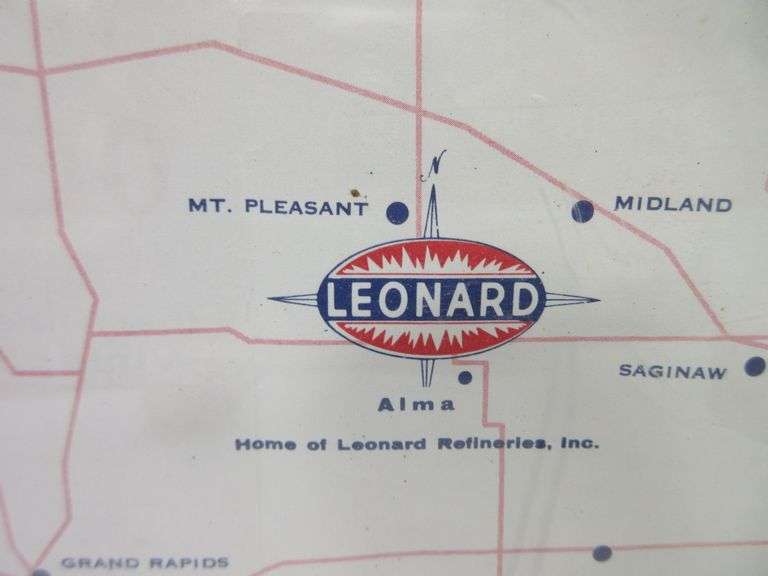 N
MT. PLEASANT
MIDLAND
LEONARD
SAGINAW
Alma
Home of Leonard Refineries, Inc.
GRAND RAPIDS